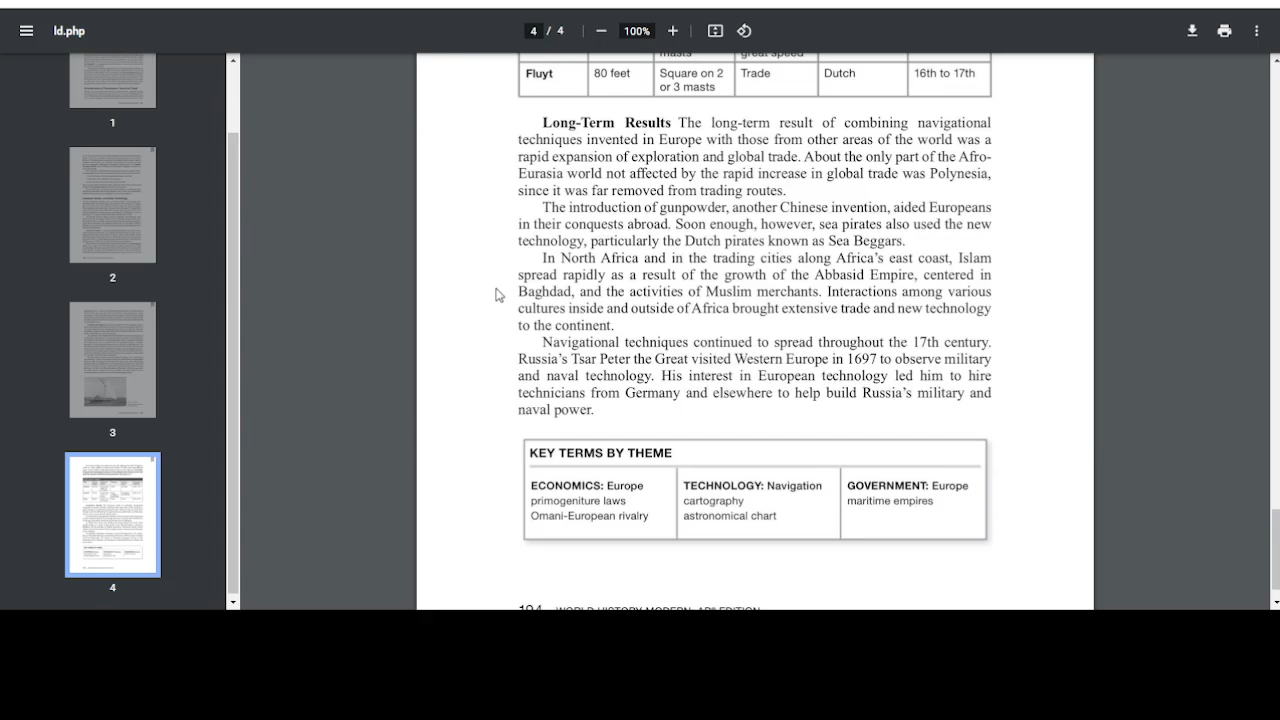 ld.php
4 / 4
100%
1
2
3
4
masts
great speed
Fluyt
80 feet
Square on 2
or 3 masts
Trade
Dutch
16th to 17th
Long-Term Results The long-term result of combining navigational
techniques invented in Europe with those from other areas of the world was a
rapid expansion of exploration and global trade. About the only part of the Afro-
Eurasia world not affected by the rapid increase in global trade was Polynesia,
since it was far removed from trading routes.
The introduction of gunpowder, another Chinese invention, aided Europeans
in their conquests abroad. Soon enough, however, sea pirates also used the new
technology, particularly the Dutch pirates known as Sea Beggars.
In North Africa and in the trading cities along Africa's east coast, Islam
spread rapidly as a result of the growth of the Abbasid Empire, centered in
Baghdad, and the activities of Muslim merchants. Interactions among various
cultures inside and outside of Africa brought extensive trade and new technology
to the continent.
Navigational techniques continued to spread throughout the 17th century.
Russia's Tsar Peter the Great visited Western Europe in 1697 to observe military
and naval technology. His interest in European technology led him to hire
technicians from Germany and elsewhere to help build Russia's military and
naval power.
KEY TERMS BY THEME
ECONOMICS: Europe
primogeniture laws
Omani-European rivalry
TECHNOLOGY: Navigation
cartography
astronomical chart
GOVERNMENT: Europe
maritime empires
194 WORLD HISTORY MODERN: AP® EDITION